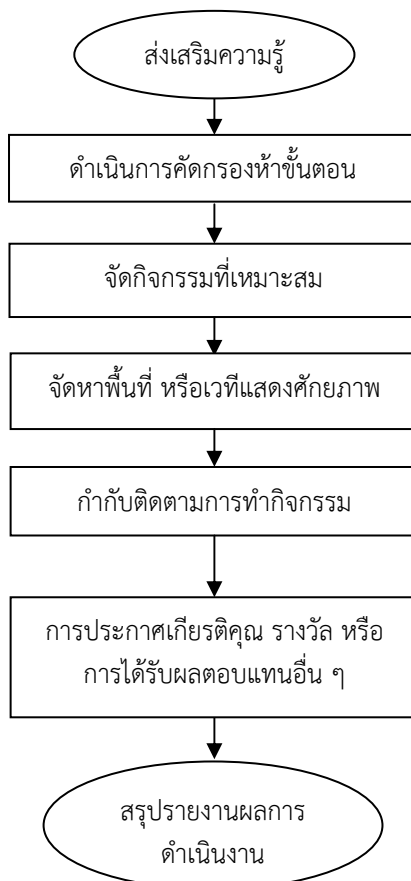 ส่งเสริมความรู้
ดำเนินการคัดกรองห้าขั้นตอน
จัดกิจกรรมที่เหมาะสม
จัดหาพื้นที่ หรือเวทีแสดงศักยภาพ
กำกับติดตามการทำกิจกรรม
การประกาศเกียรติคุณ รางวัล หรือ
การได้รับผลตอบแทนอื่น ๆ
สรุปรายงานผลการ
ดำเนินงาน